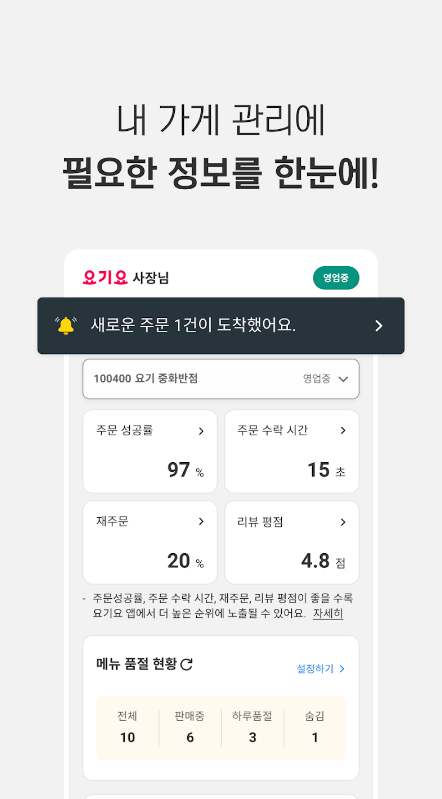 내 가게 관리에
필요한 정보를 한눈에!
요기요 사장님
영업중
새로운 주문 1건이 도착했어요.
100400 요기 중화반점
영업중
주문 성공률
97 %
주문 수락 시간
15 초
재주문
20 %
리뷰 평점
4.8 점
- 주문성공률, 주문 수락 시간, 재주문, 리뷰 평점이 좋을 수록
요기요 앱에서 더 높은 순위에 노출될 수 있어요. 자세히
메뉴 품절 현황
설정하기
전체 판매중 하루품절 숨김
10 6 3 1